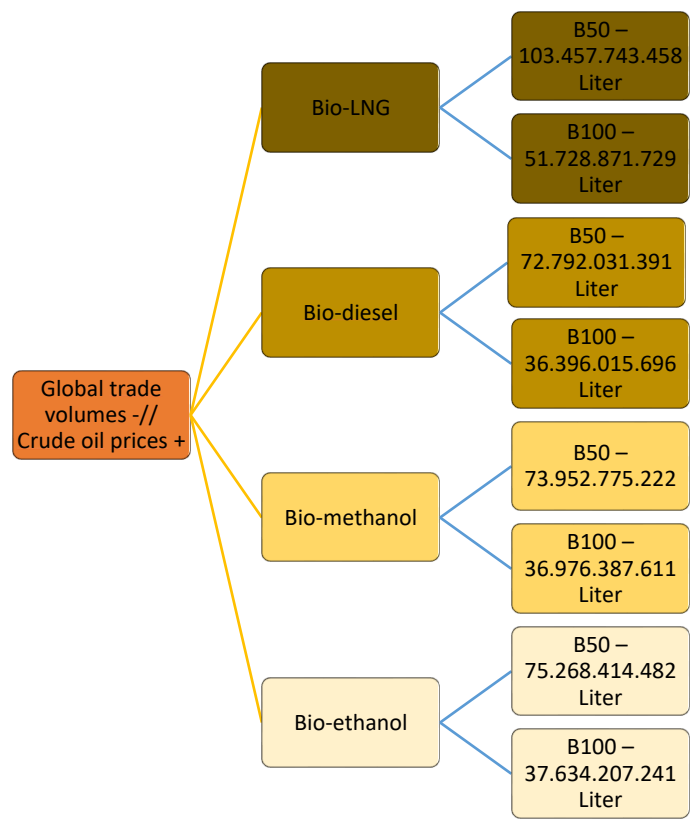 Global trade
volumes -//
Crude oil prices +
Bio-LNG
B50 –
103.457.743.458
Liter
B100 –
51.728.871.729
Liter
Bio-diesel
B50 –
72.792.031.391
Liter
B100 –
36.396.015.696
Liter
Bio-methanol
B50 –
73.952.775.222
B100 –
36.976.387.611
Liter
Bio-ethanol
B50 –
75.268.414.482
Liter
B100 –
37.634.207.241
Liter